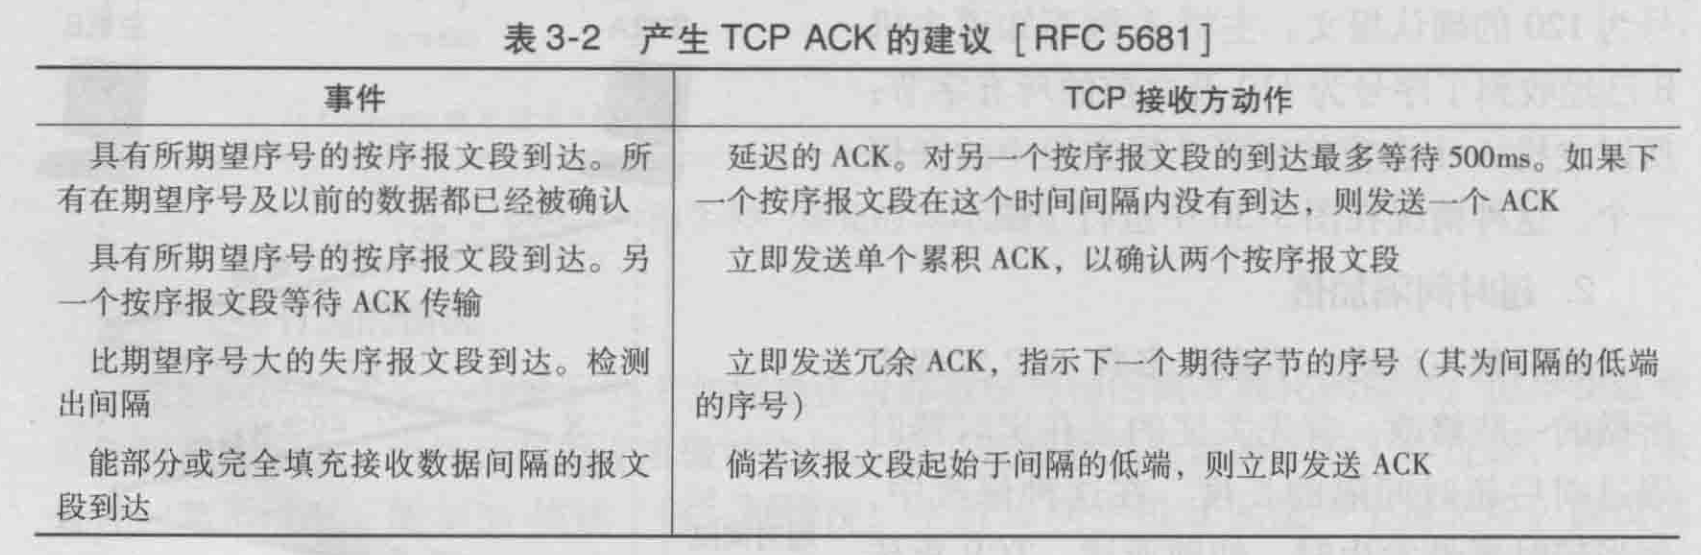 表 3-2 产生 TCP ACK 的建议 [RFC 5681]
事件
TCP 接收方动作
具有所期望序号的按序报文段到达。所
有在期望序号及以前的数据都已经被确认
延迟的 ACK。对另一个按序报文段的到达最多等待 500ms。如果下
一个按序报文段在这个时间间隔内没有到达，则发送一个 ACK
具有所期望序号的按序报文段到达。另
一个按序报文段等待 ACK 传输
立即发送单个累积 ACK，以确认两个按序报文段
比期望序号大的失序报文段到达。检测
出间隔
立即发送冗余 ACK，指示下一个期待字节的序号（其为间隔的低端
的序号）
能部分或完全填充接收数据间隔的报文
段到达
倘若该报文段起始于间隔的低端，则立即发送 ACK